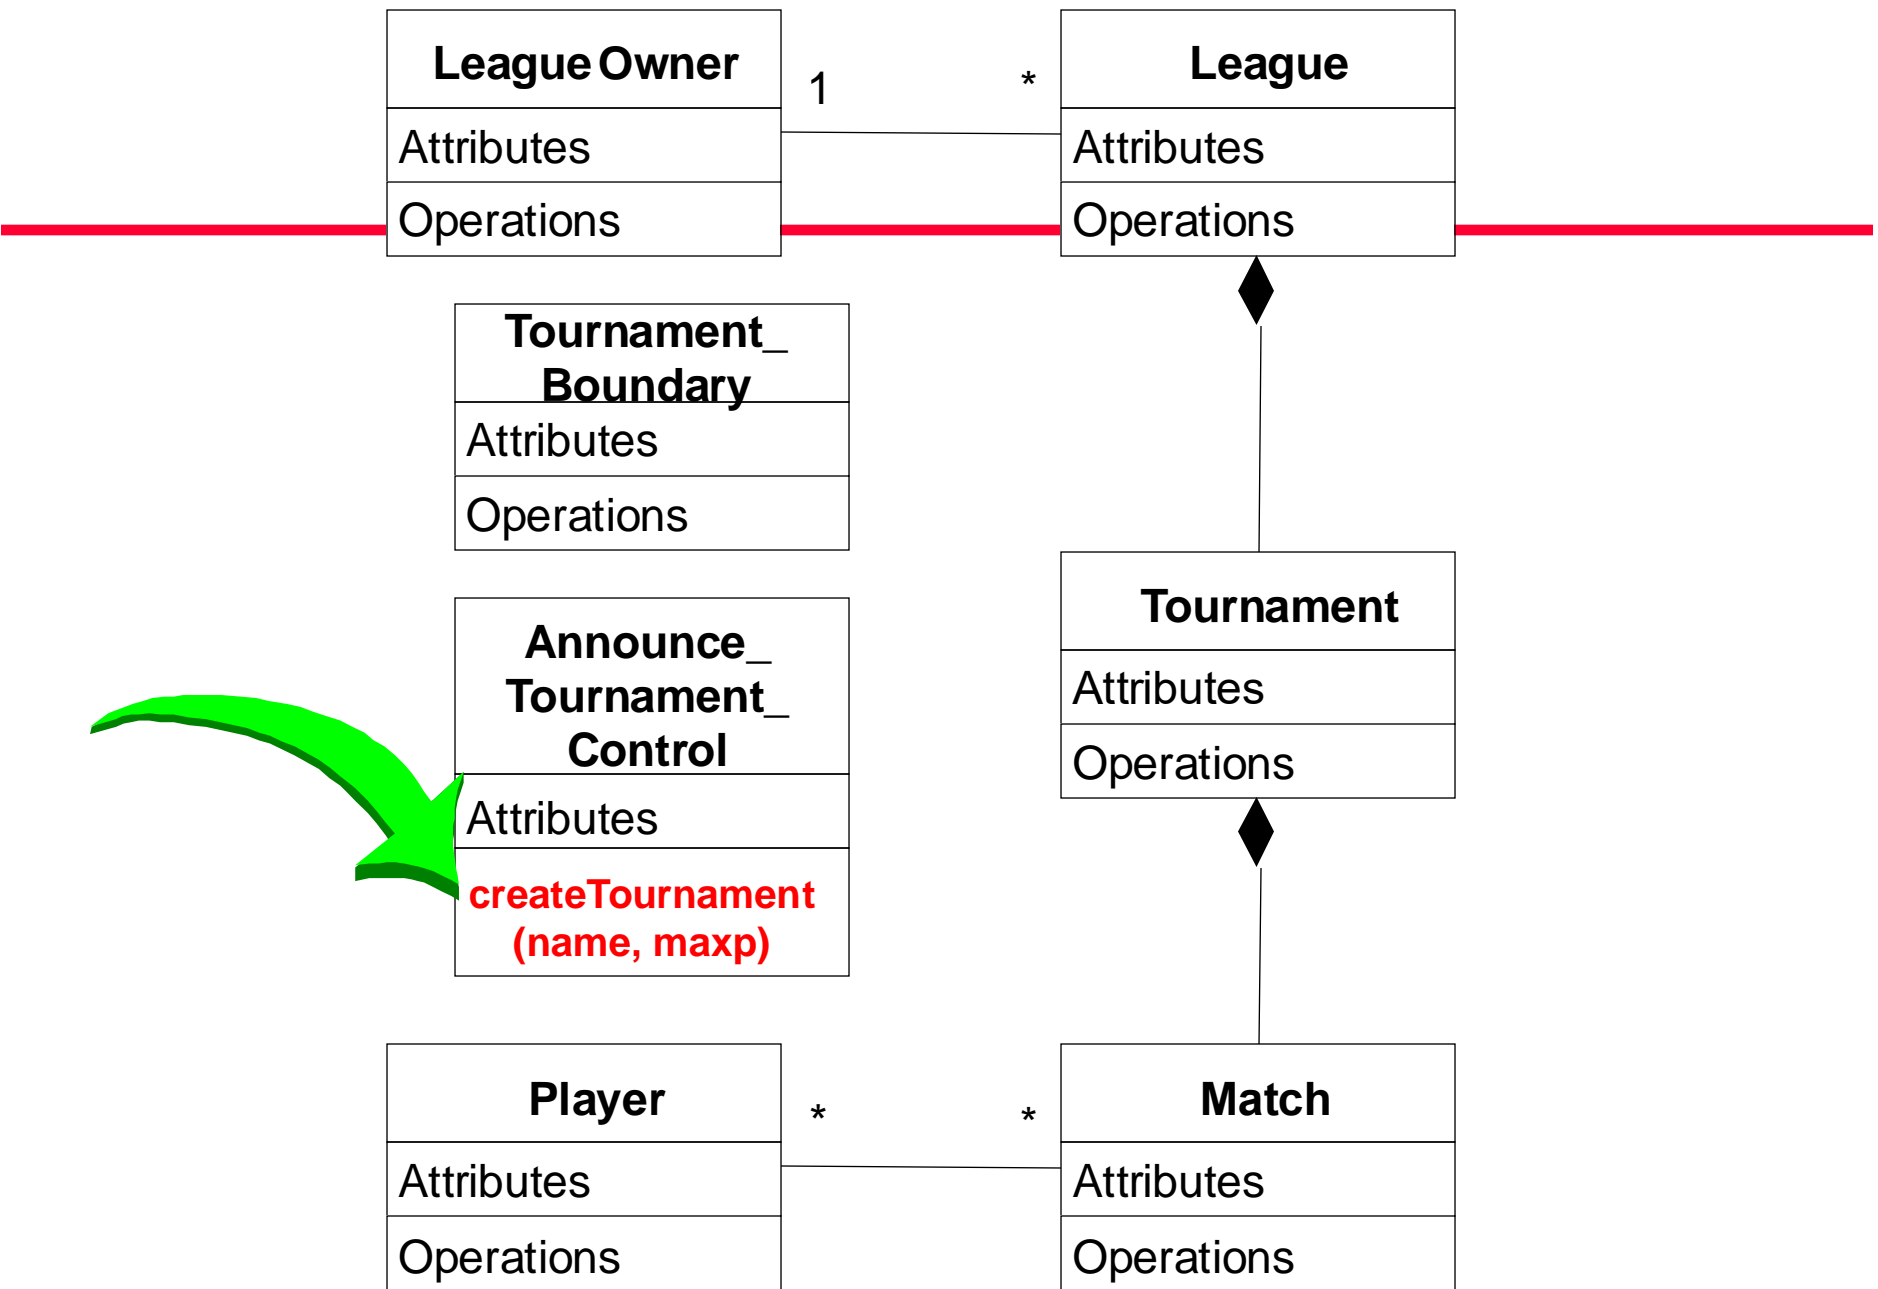 League Owner
1
*
League
Attributes
Attributes
Operations
Operations
Tournament_
Boundary
Attributes
Operations
Announce_
Tournament_
Control
Attributes
createTournament
(name, maxp)
Tournament
Attributes
Operations
Player
*
*
Match
Attributes
Attributes
Operations
Operations